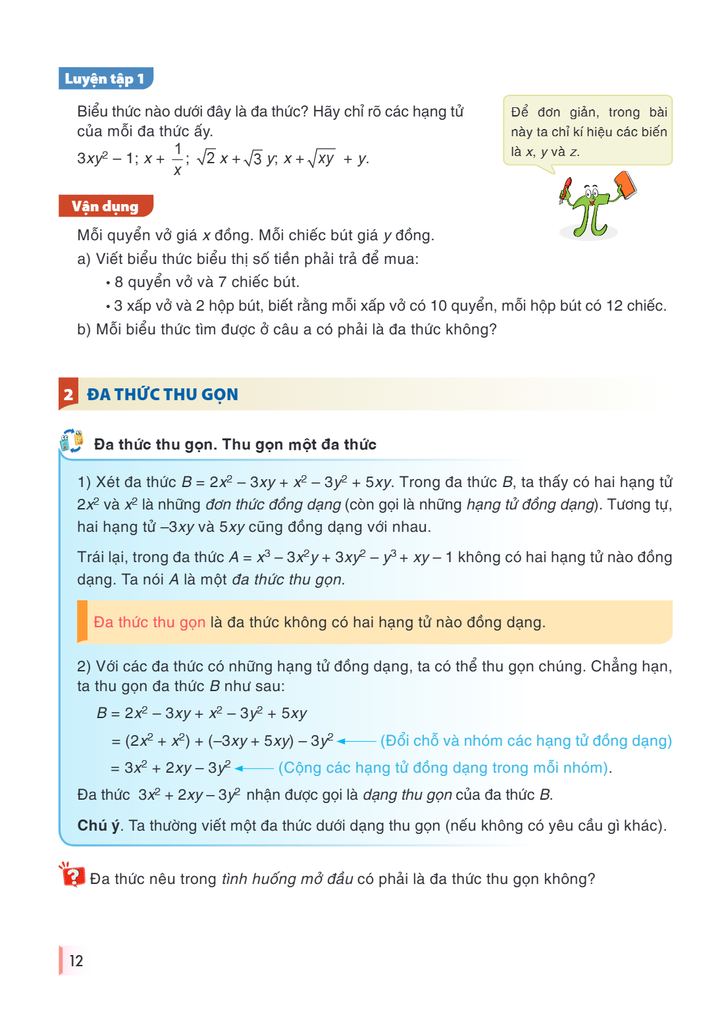 Luyện tập 1
Biểu thức nào dưới đây là đa thức? Hãy chỉ rõ các hạng tử
của mỗi đa thức ấy.
3xy² – 1; x + 1/x; √2 x + √3 y; x + √xy + y.
Để đơn giản, trong bài
này ta chỉ kí hiệu các biến
là x, y và z.
Vận dụng
Mỗi quyển vở giá x đồng. Mỗi chiếc bút giá y đồng.
a) Viết biểu thức biểu thị số tiền phải trả để mua:
• 8 quyển vở và 7 chiếc bút.
• 3 xấp vở và 2 hộp bút, biết rằng mỗi xấp vở có 10 quyển, mỗi hộp bút có 12 chiếc.
b) Mỗi biểu thức tìm được ở câu a có phải là đa thức không?
2 ĐA THỨC THU GỌN
Đa thức thu gọn. Thu gọn một đa thức
1) Xét đa thức B = 2x² – 3xy + x² – 3y² + 5xy. Trong đa thức B, ta thấy có hai hạng tử
2x² và x² là những đơn thức đồng dạng (còn gọi là những hạng tử đồng dạng). Tương tự,
hai hạng tử –3xy và 5xy cũng đồng dạng với nhau.
Trái lại, trong đa thức A = x³ – 3x²y + 3xy² – y³ + xy – 1 không có hai hạng tử nào đồng
dạng. Ta nói A là một đa thức thu gọn.
Đa thức thu gọn là đa thức không có hai hạng tử nào đồng dạng.
2) Với các đa thức có những hạng tử đồng dạng, ta có thể thu gọn chúng. Chẳng hạn,
ta thu gọn đa thức B như sau:
B = 2x² – 3xy + x² – 3y² + 5xy
= (2x² + x²) + (–3xy + 5xy) – 3y² ← (Đổi chỗ và nhóm các hạng tử đồng dạng)
= 3x² + 2xy – 3y² ← (Cộng các hạng tử đồng dạng trong mỗi nhóm).
Đa thức 3x² + 2xy – 3y² nhận được gọi là dạng thu gọn của đa thức B.
Chú ý. Ta thường viết một đa thức dưới dạng thu gọn (nếu không có yêu cầu gì khác).
? Đa thức nêu trong tình huống mở đầu có phải là đa thức thu gọn không?
12